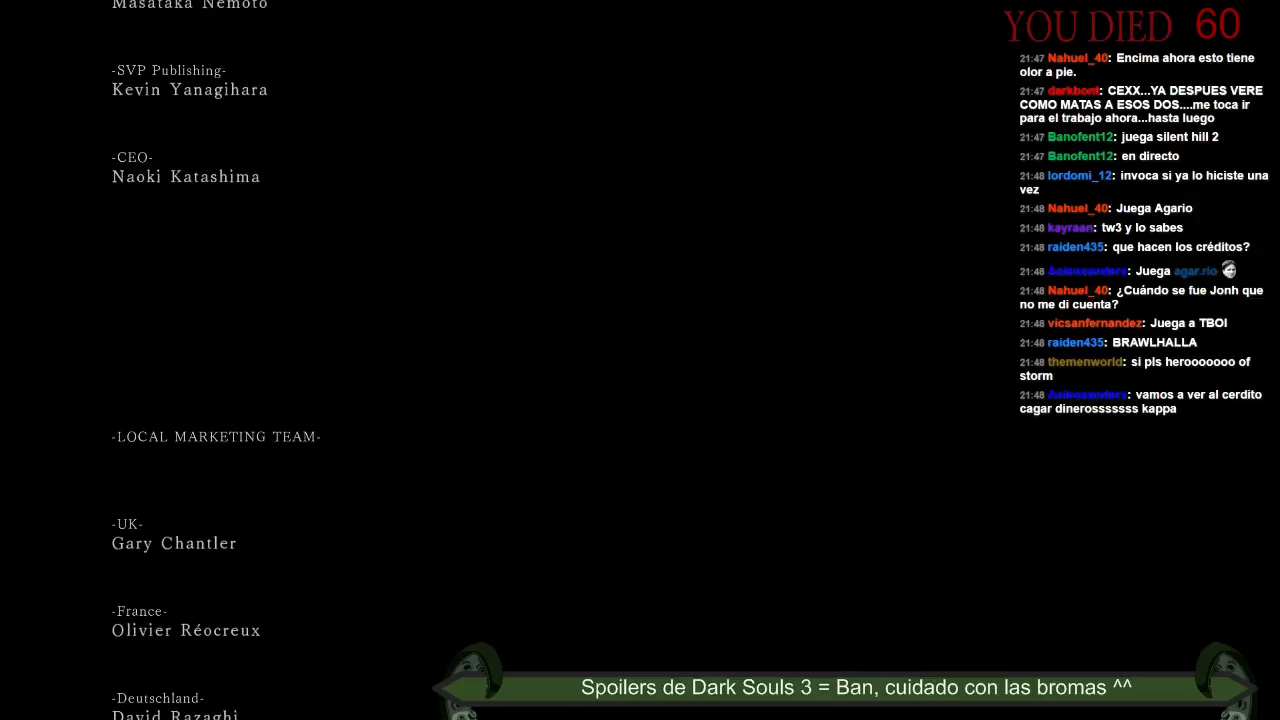 Masataka Nemoto
-SVP Publishing-
Kevin Yanagihara
-CEO-
Naoki Katashima
-LOCAL MARKETING TEAM-
-UK-
Gary Chantler
-France-
Olivier Réocreux
-Deutschland-
David Razaghi
YOU DIED 60
21:47 Nahuel_40: Encima ahora esto tiene
olor a pie.
21:47 darkbont: CEXX...YA DESPUES VERE
COMO MATAS A ESOS DOS....me toca ir
para el trabajo ahora...hasta luego
21:47 Banofent12: juega silent hill 2
21:47 Banofent12: en directo
21:48 lordomi_12: invoca si ya lo hiciste una
vez
21:48 Nahuel_40: Juega Agario
21:48 kayraan: tw3 y lo sabes
21:48 raiden435: que hacen los créditos?
21:48 : Juega agar.rio
21:48 Nahuel_40: ¿Cuándo se fue Jonh que
no me di cuenta?
21:48 vicsanfernandez: Juega a TBOI
21:48 raiden435: BRAWLHALLA
21:48 themenworld: si pls herooooooo of
storm
21:48 : vamos a ver al cerdito
cagar dinerosssssss kappa
Spoilers de Dark Souls 3 = Ban, cuidado con las bromas ^^